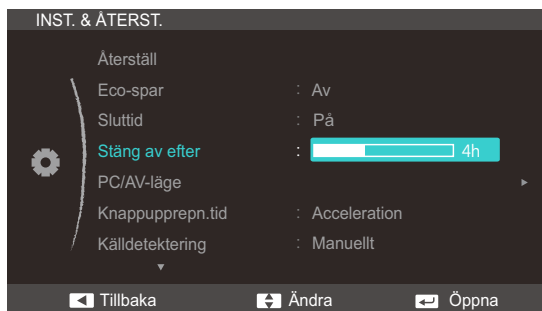 INST. & ÅTERST.
Återställ
Eco-spar : Av
Sluttid : På
Stäng av efter : 4h
PC/AV-läge
Knappupprepn.tid : Acceleration
Källdetektering : Manuellt
Tillbaka Ändra Öppna